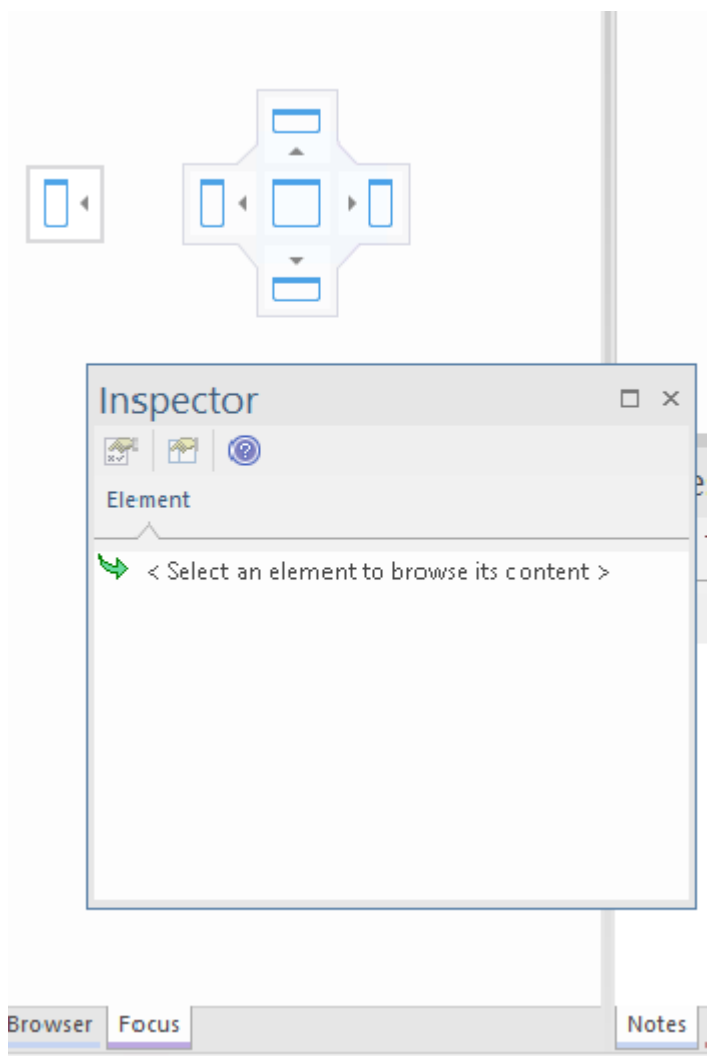 Inspector
Element
< Select an element to browse its content >
Browser
Focus
Notes